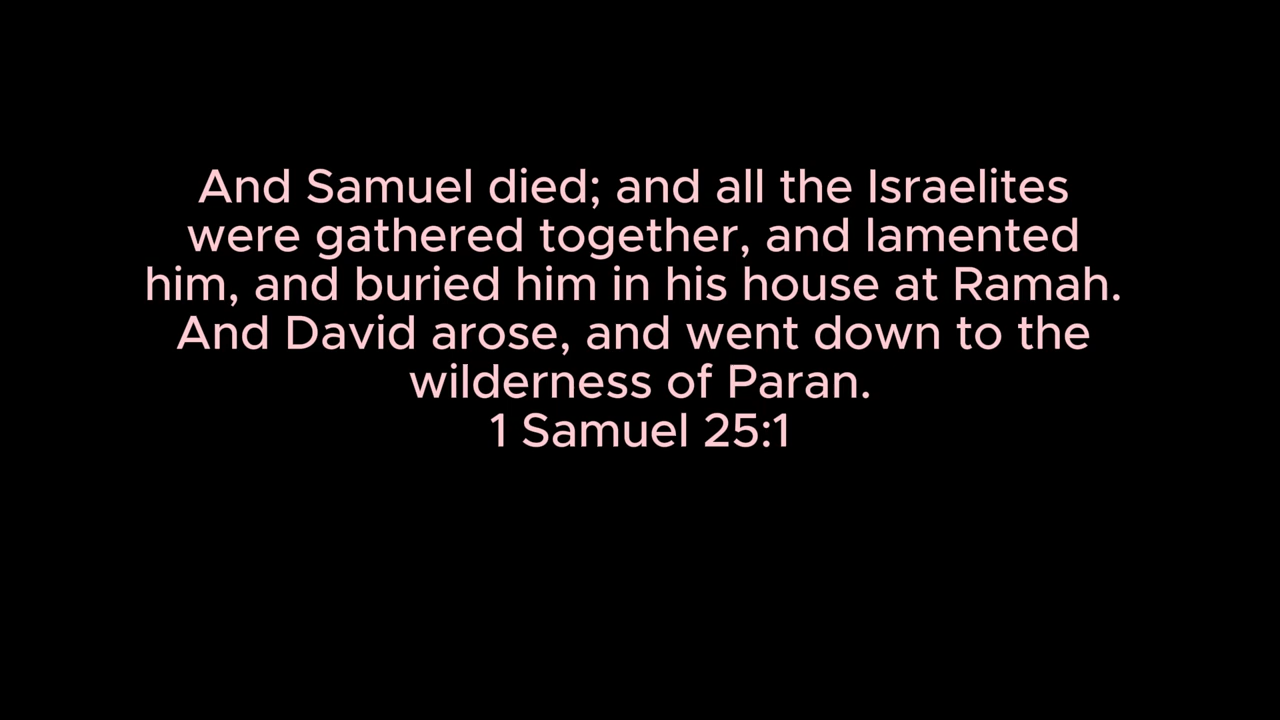 And Samuel died; and all the Israelites
were gathered together, and lamented
him, and buried him in his house at Ramah.
And David arose, and went down to the
wilderness of Paran.
1 Samuel 25:1